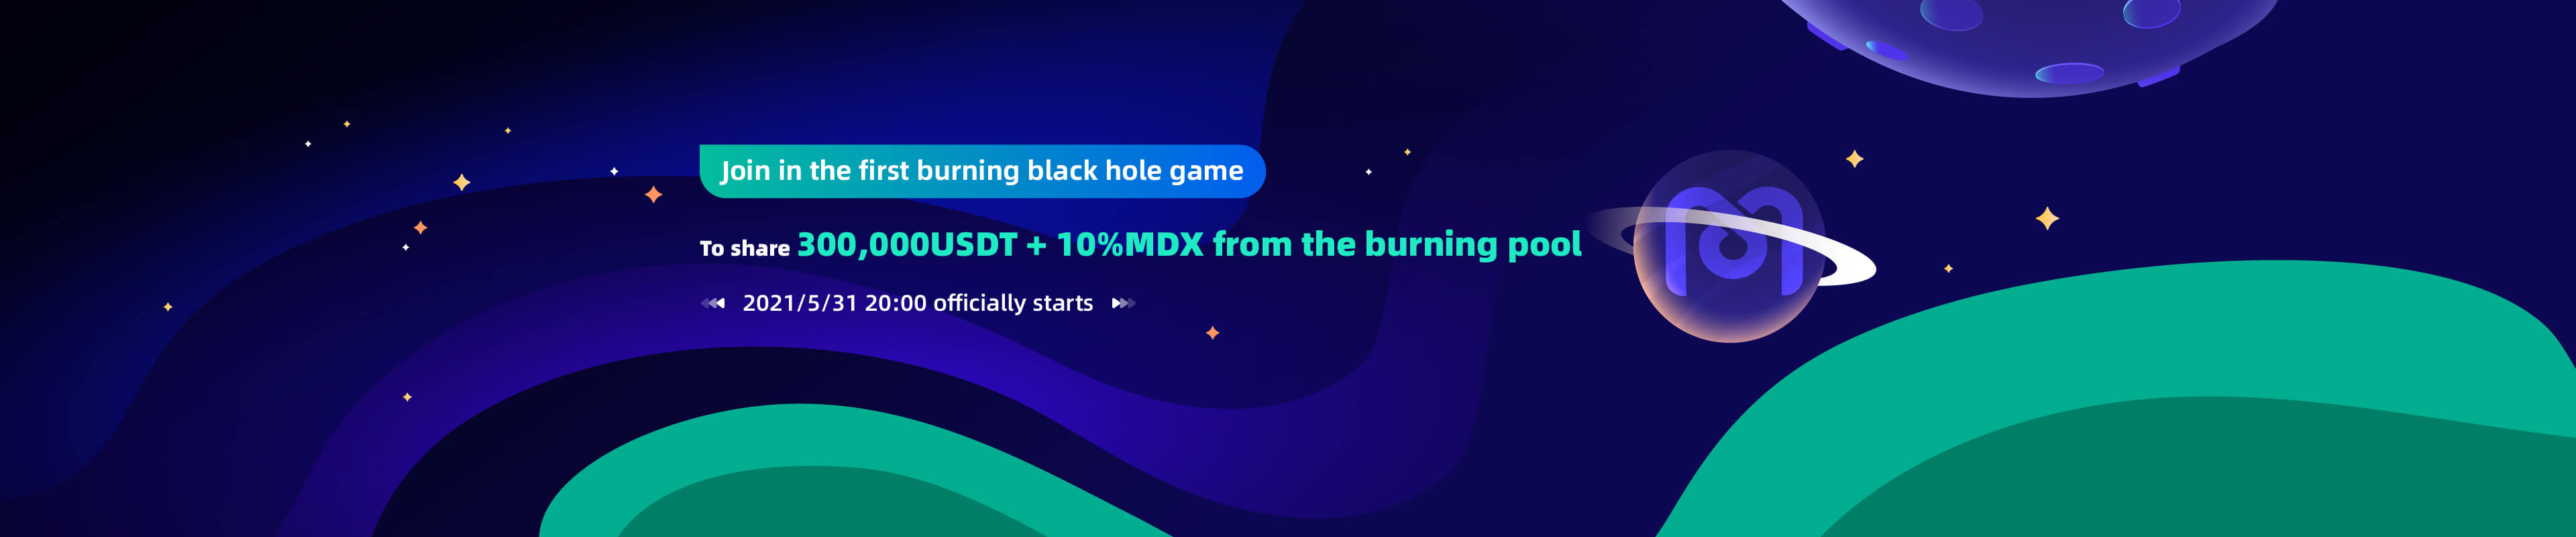 Join in the first burning black hole game
To share 300,000USDT + 10%MDX from the burning pool
2021/5/31 20:00 officially starts